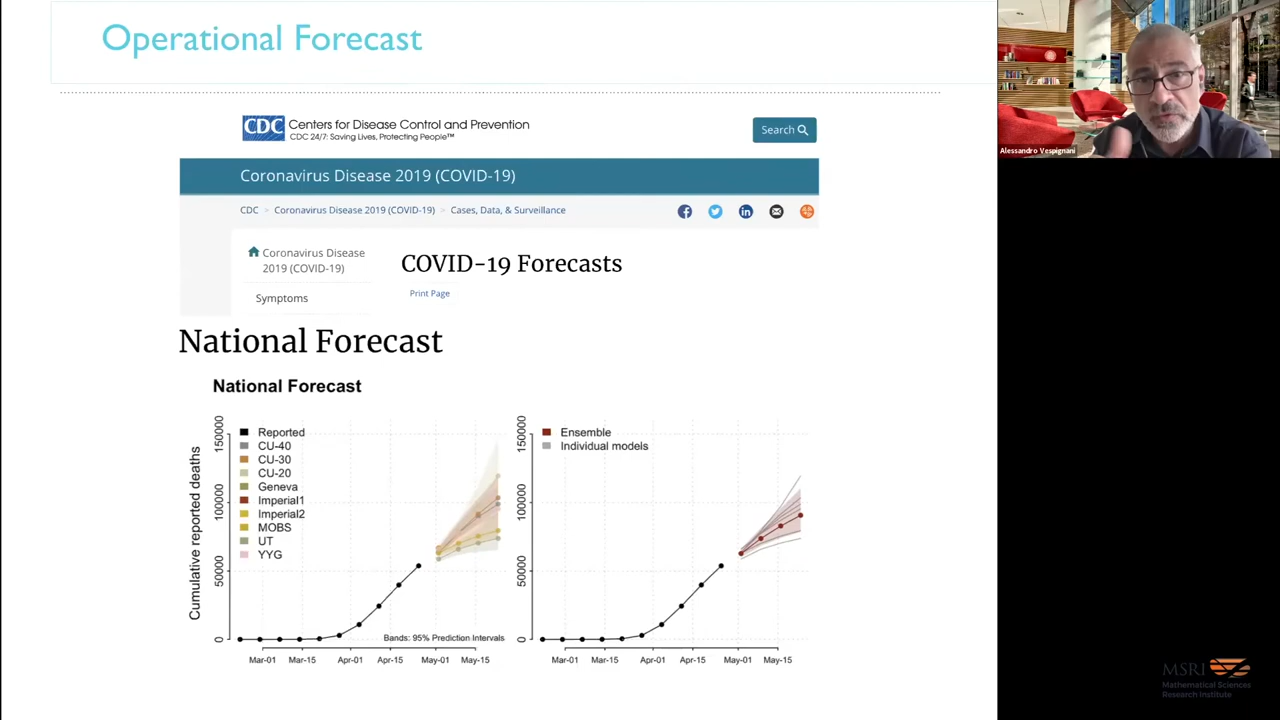 Operational Forecast
CDC
Centers for Disease Control and Prevention
CDC 24/7: Saving Lives, Protecting People™
Search
Coronavirus Disease 2019 (COVID-19)
CDC > Coronavirus Disease 2019 (COVID-19) > Cases, Data, & Surveillance
Coronavirus Disease
2019 (COVID-19)
Symptoms
COVID-19 Forecasts
Print Page
National Forecast
National Forecast
Cumulative reported deaths
150000
100000
50000
0
Reported
CU-40
CU-30
CU-20
Geneva
Imperial1
Imperial2
MOBS
UT
YYG
Bands: 95% Prediction Intervals
Mar-01 Mar-15 Apr-01 Apr-15 May-01 May-15
150000
100000
50000
0
Ensemble
Individual models
Mar-01 Mar-15 Apr-01 Apr-15 May-01 May-15
Alessandro Vespignani
MSRI
Mathematical Sciences
Research Institute